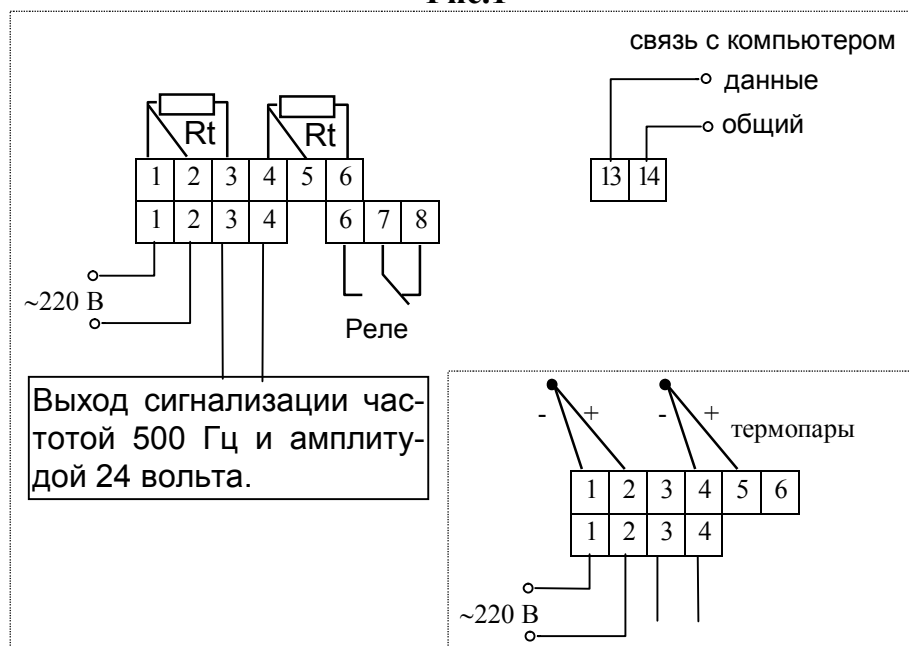 Рис.1
связь с компьютером
данные
общий
Rt Rt
1 2 3 4 5 6
13 14
1 2 3 4 6 7 8
~220 В
Реле
Выход сигнализации час-
тотой 500 Гц и амплиту-
дой 24 вольта.
- + - +
термопары
1 2 3 4 5 6
1 2 3 4
~220 В